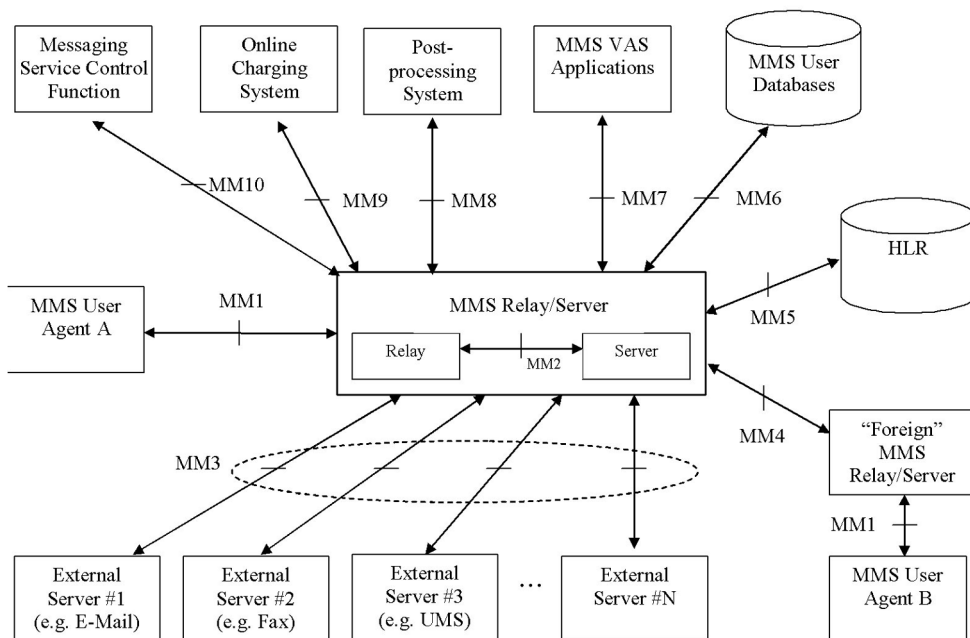 Messaging
Service Control
Function
Online
Charging
System
Post-
processing
System
MMS VAS
Applications
MMS User
Databases
MM10
MM9
MM8
MM7
MM6
HLR
MM5
MMS User
Agent A
MM1
MMS Relay/Server
Relay
MM2
Server
MM4
“Foreign”
MMS
Relay/Server
MM3
MM1
External
Server #1
(e.g. E-Mail)
External
Server #2
(e.g. Fax)
External
Server #3
(e.g. UMS)
...
External
Server #N
MMS User
Agent B